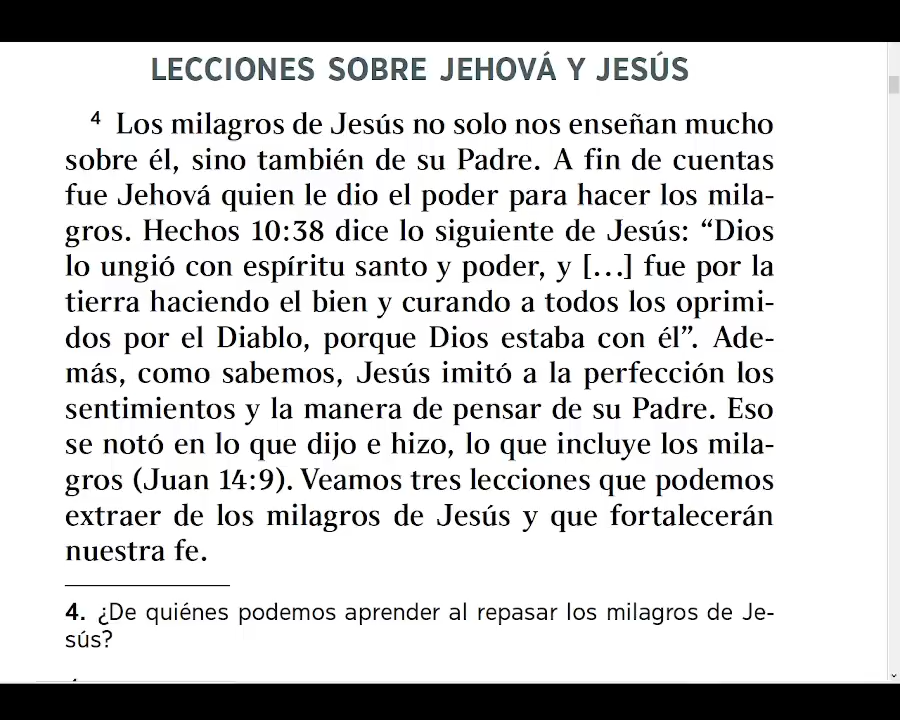 LECCIONES SOBRE JEHOVÁ Y JESÚS
4 Los milagros de Jesús no solo nos enseñan mucho
sobre él, sino también de su Padre. A fin de cuentas
fue Jehová quien le dio el poder para hacer los mila-
gros. Hechos 10:38 dice lo siguiente de Jesús: “Dios
lo ungió con espíritu santo y poder, y [...] fue por la
tierra haciendo el bien y curando a todos los oprimi-
dos por el Diablo, porque Dios estaba con él”. Ade-
más, como sabemos, Jesús imitó a la perfección los
sentimientos y la manera de pensar de su Padre. Eso
se notó en lo que dijo e hizo, lo que incluye los mila-
gros (Juan 14:9). Veamos tres lecciones que podemos
extraer de los milagros de Jesús y que fortalecerán
nuestra fe.
4. ¿De quiénes podemos aprender al repasar los milagros de Je-
sús?